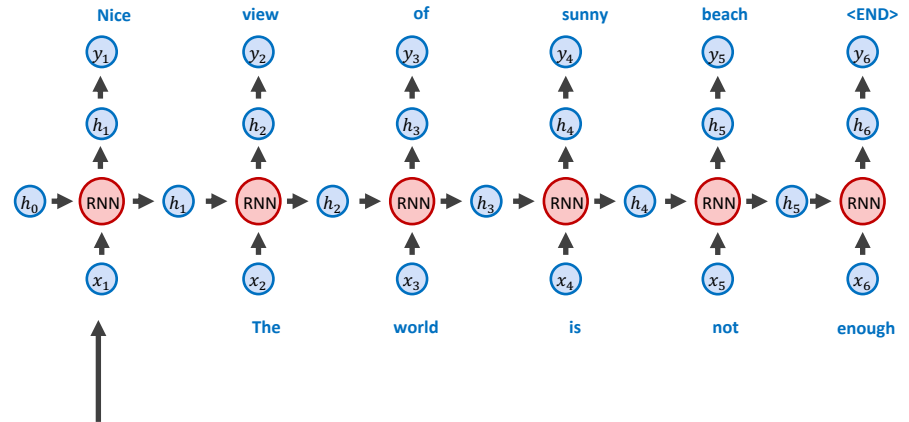 Nice view of sunny beach <END>
y₁ y₂ y₃ y₄ y₅ y₆
h₁ h₂ h₃ h₄ h₅ h₆
h₀ RNN h₁ RNN h₂ RNN h₃ RNN h₄ RNN h₅ RNN
x₁ x₂ x₃ x₄ x₅ x₆
The world is not enough